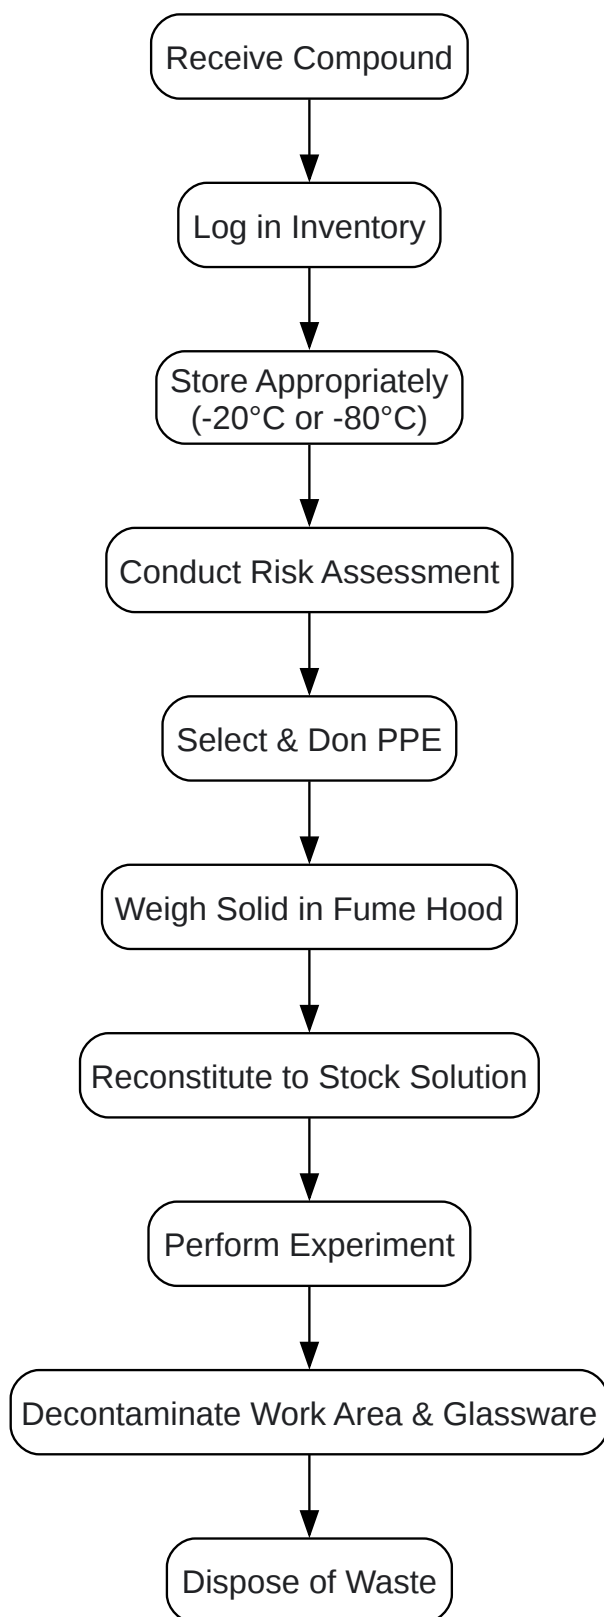 Receive Compound
Log in Inventory
Store Appropriately
(-20°C or -80°C)
Conduct Risk Assessment
Select & Don PPE
Weigh Solid in Fume Hood
Reconstitute to Stock Solution
Perform Experiment
Decontaminate Work Area & Glassware
Dispose of Waste